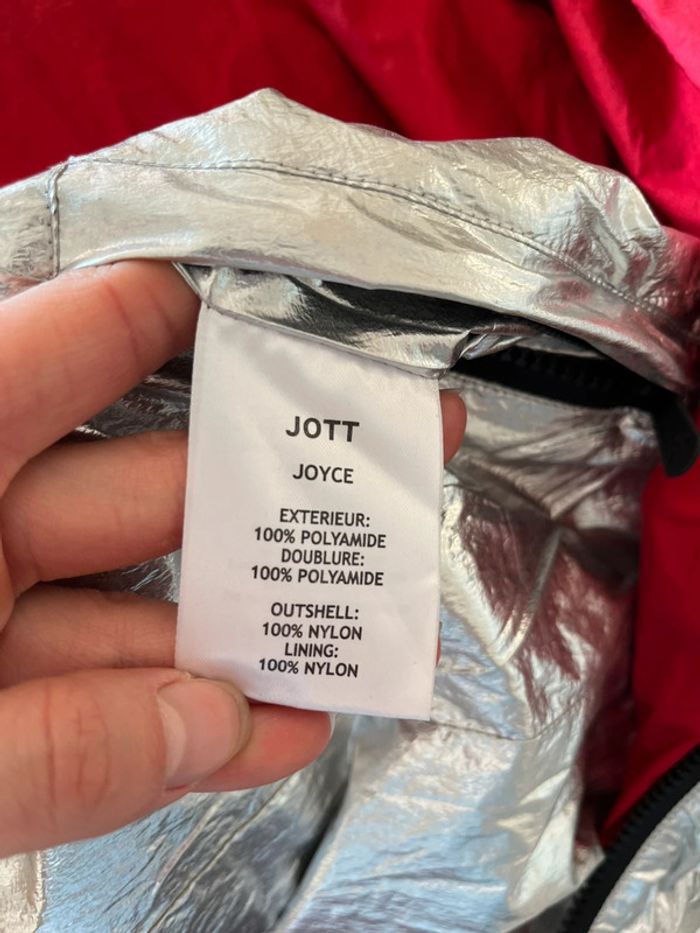 JOTT
JOYCE
EXTERIEUR:
100% POLYAMIDE
DOUBLURE:
100% POLYAMIDE
OUTSHELL:
100% NYLON
LINING:
100% NYLON